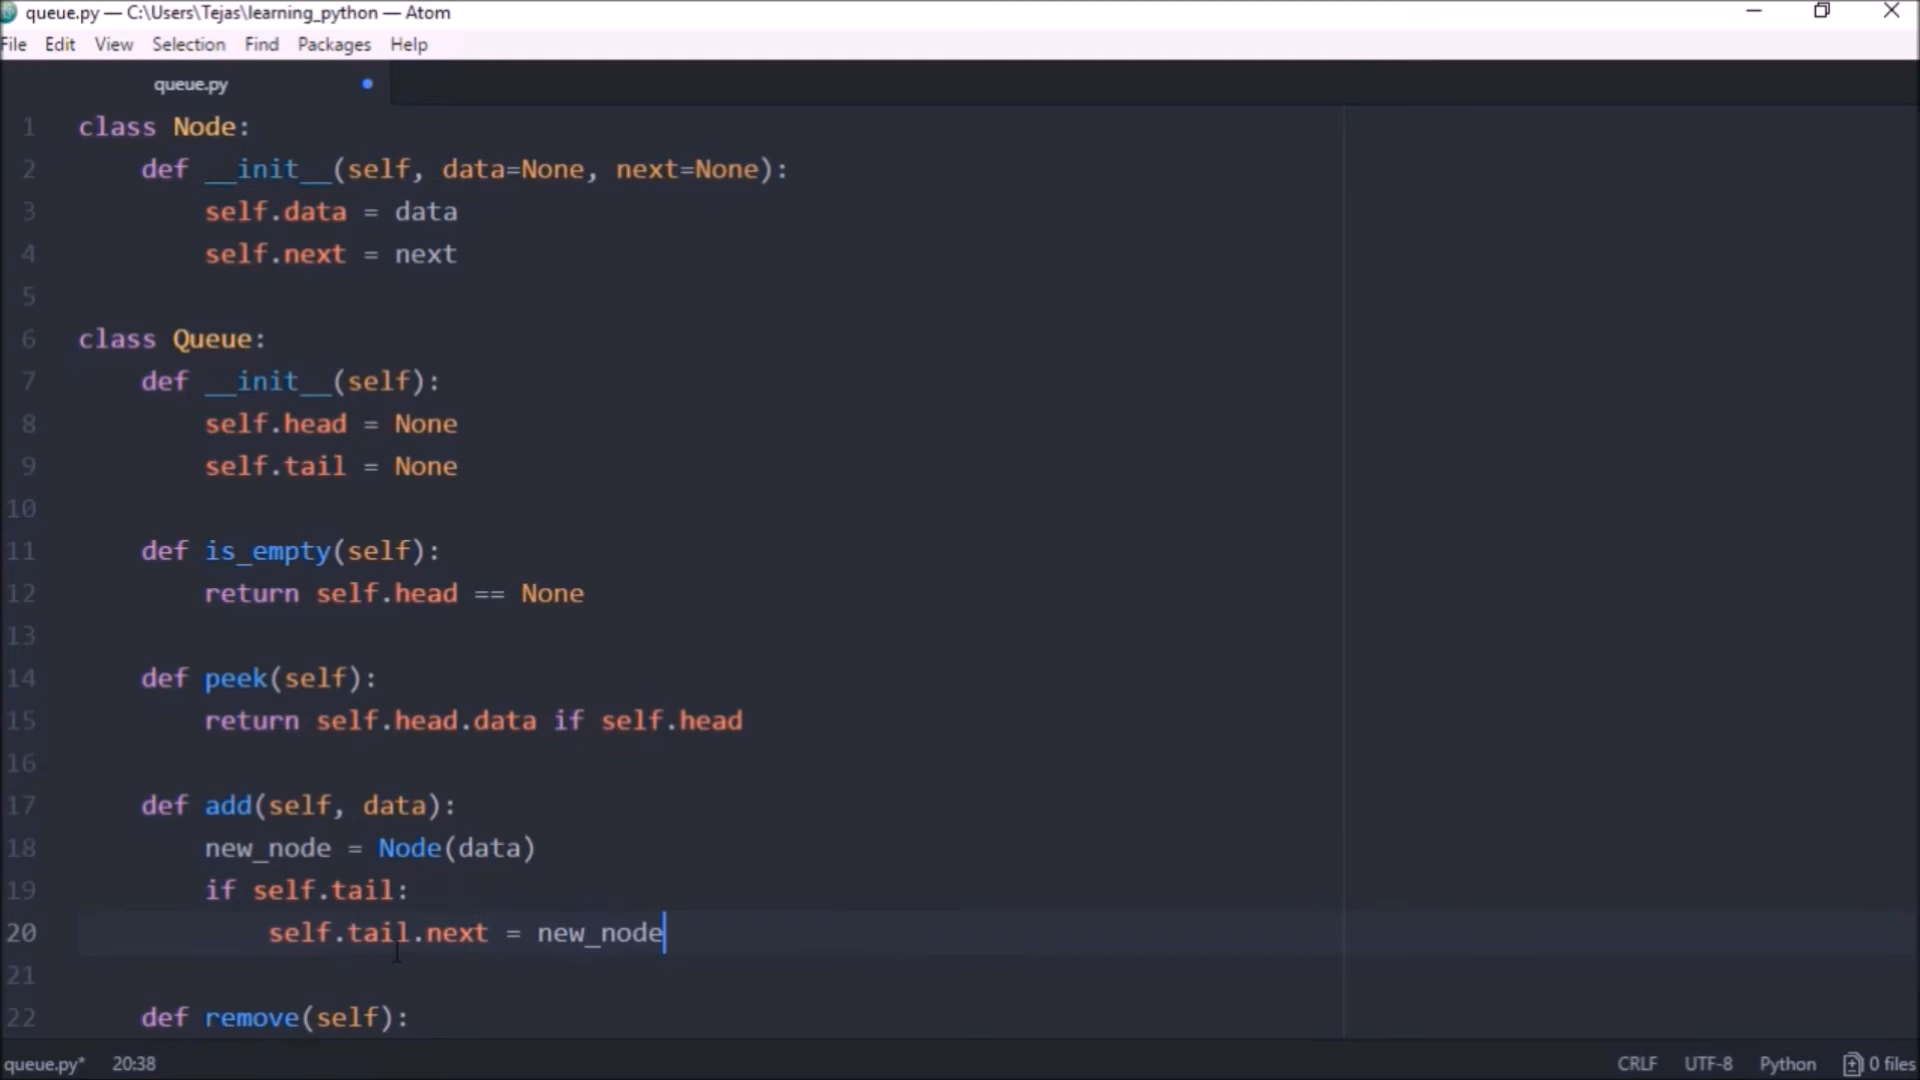 queue.py — C:\Users\Tejas\learning_python — Atom
File Edit View Selection Find Packages Help
queue.py
1 class Node:
2     def __init__(self, data=None, next=None):
3         self.data = data
4         self.next = next
5
6 class Queue:
7     def __init__(self):
8         self.head = None
9         self.tail = None
10
11     def is_empty(self):
12         return self.head == None
13
14     def peek(self):
15         return self.head.data if self.head
16
17     def add(self, data):
18         new_node = Node(data)
19         if self.tail:
20             self.tail.next = new_node
21
22     def remove(self):
queue.py* 20:38 CRLF UTF-8 Python 0 files